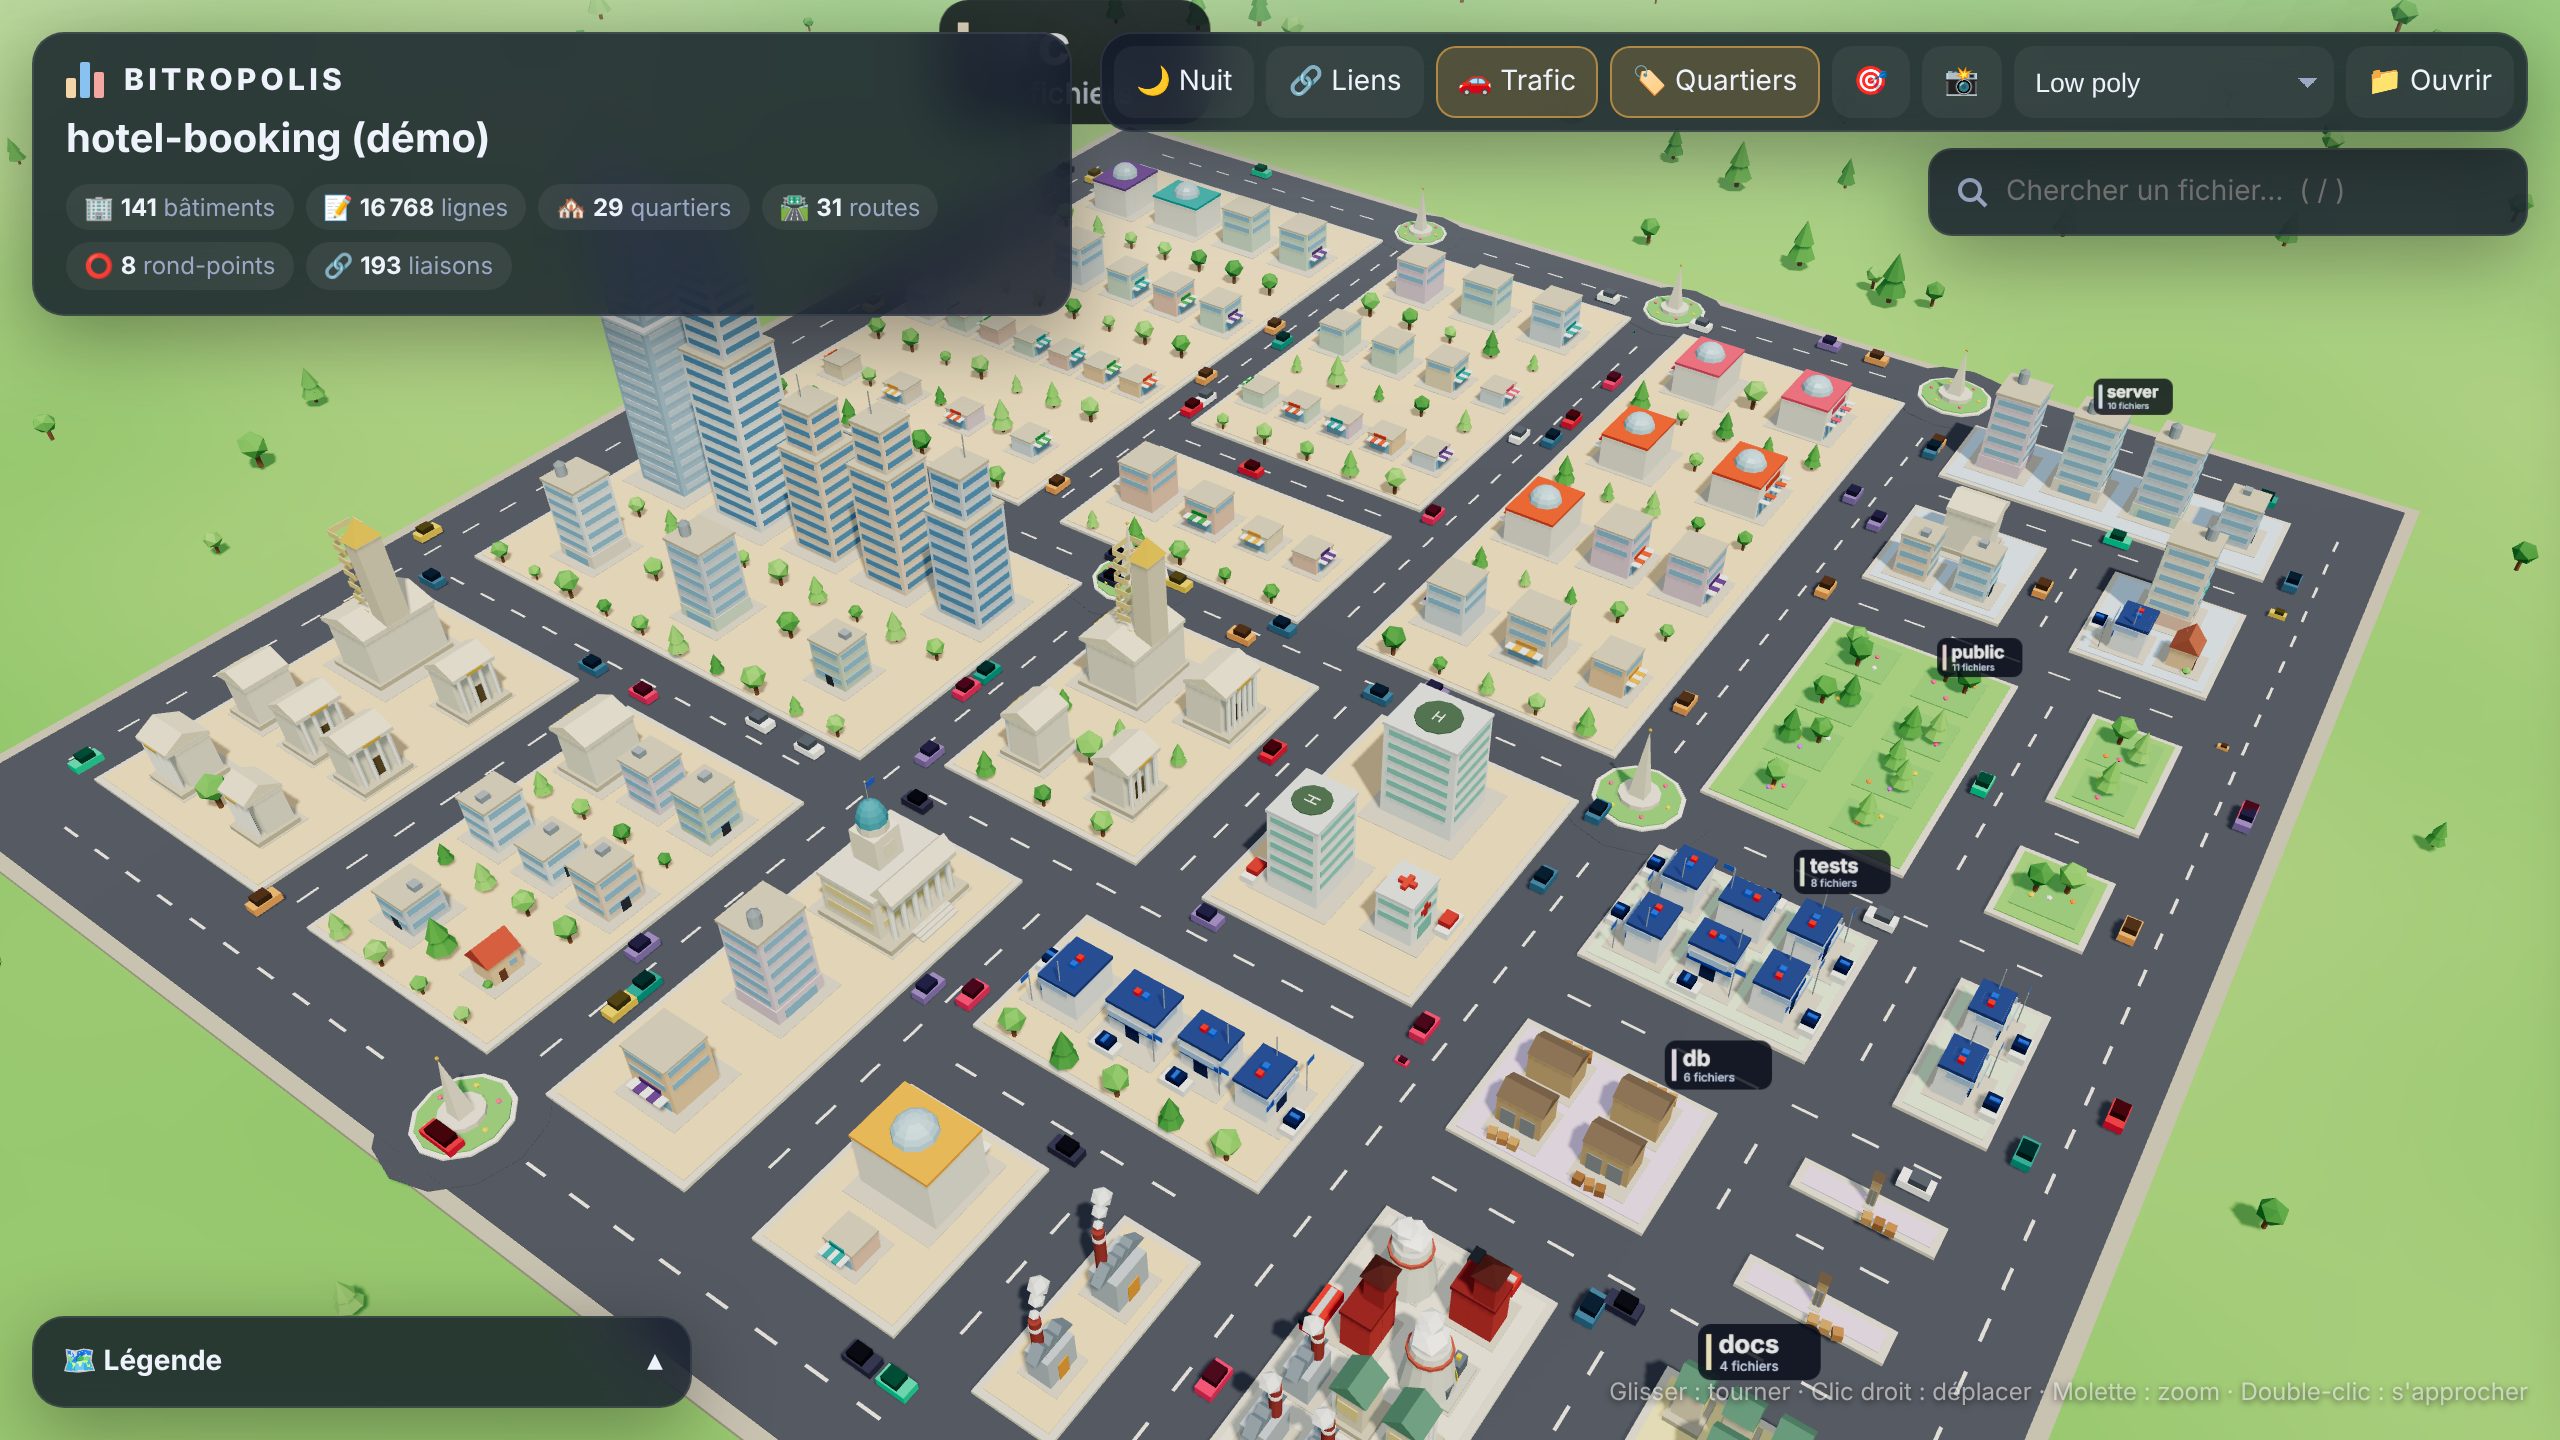 BITROPOLIS
hotel-booking (démo)
141 bâtiments
16 768 lignes
29 quartiers
31 routes
8 rond-points
193 liaisons
Nuit
Liens
Trafic
Quartiers
Low poly
Ouvrir
Chercher un fichier... ( / )
server
10 fichiers
public
11 fichiers
tests
8 fichiers
db
6 fichiers
docs
4 fichiers
H
H
Légende
Glisser : tourner · Clic droit : déplacer · Molette : zoom · Double-clic : s'approcher